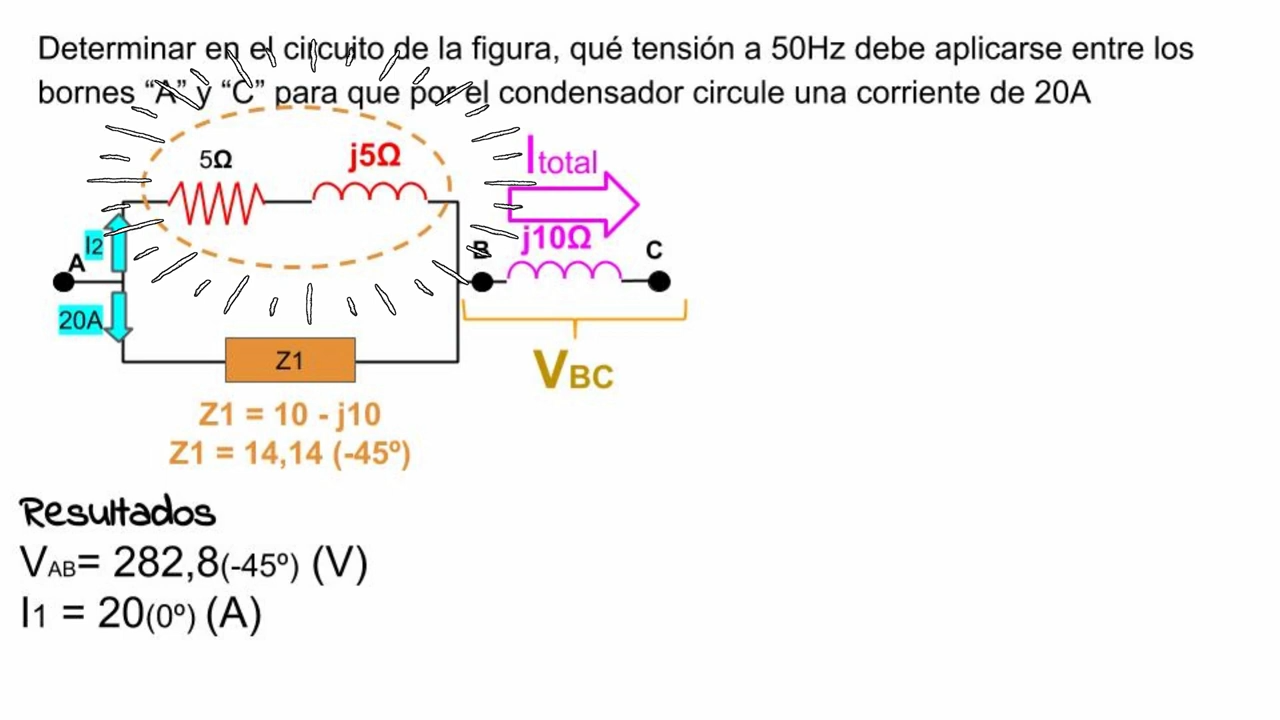 Determinar en el circuito de la figura, qué tensión a 50Hz debe aplicarse entre los
bornes “A” y “C” para que por el condensador circule una corriente de 20A
5Ω
j5Ω
Itotal
I2
A
B
j10Ω
C
20A
Z1
VBC
Z1 = 10 - j10
Z1 = 14,14 (-45º)
Resultados
VAB= 282,8(-45º) (V)
I1 = 20(0º) (A)